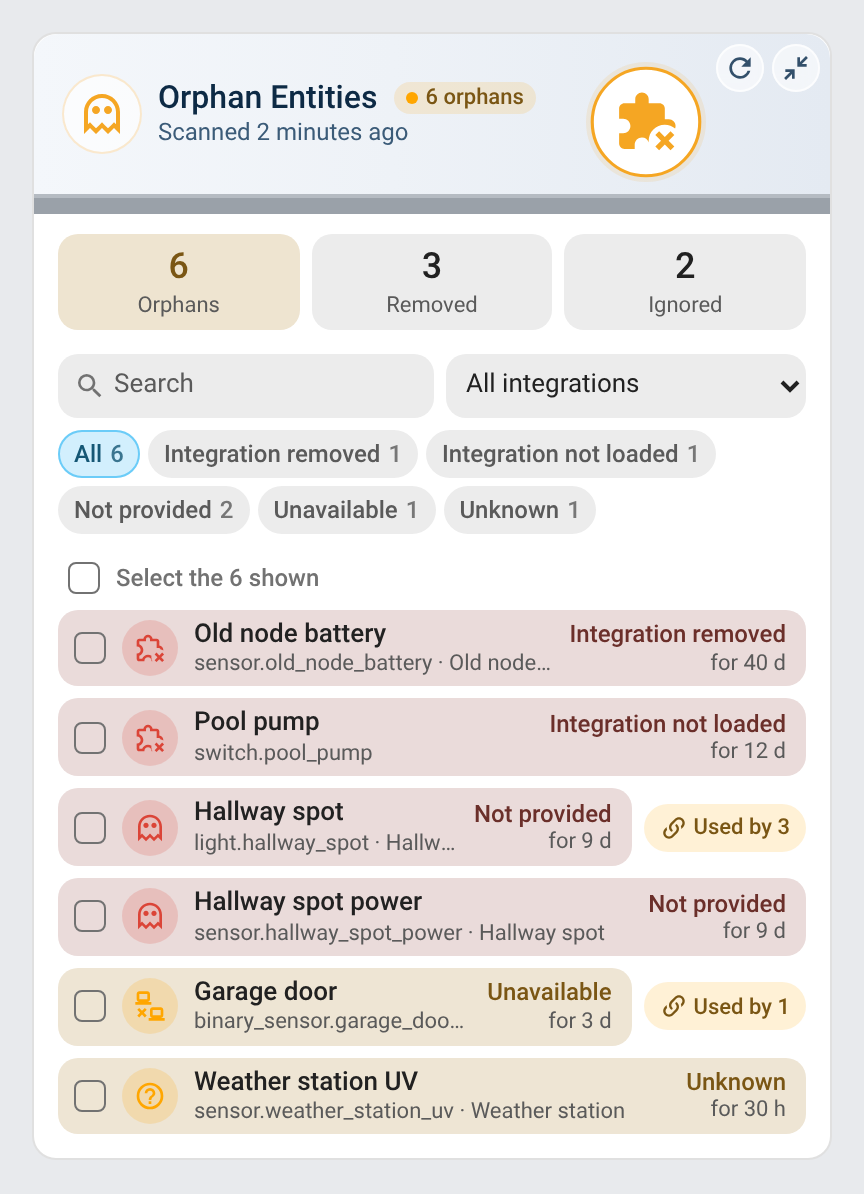 Orphan Entities
6 orphans
Scanned 2 minutes ago
6
Orphans
3
Removed
2
Ignored
Search
All integrations
All 6
Integration removed 1
Integration not loaded 1
Not provided 2
Unavailable 1
Unknown 1
Select the 6 shown
Old node battery
Integration removed
sensor.old_node_battery · Old node...
for 40 d
Pool pump
Integration not loaded
switch.pool_pump
for 12 d
Hallway spot
Not provided
light.hallway_spot · Hallw...
for 9 d
Used by 3
Hallway spot power
Not provided
sensor.hallway_spot_power · Hallway spot
for 9 d
Garage door
Unavailable
binary_sensor.garage_doo...
for 3 d
Used by 1
Weather station UV
Unknown
sensor.weather_station_uv · Weather station
for 30 h